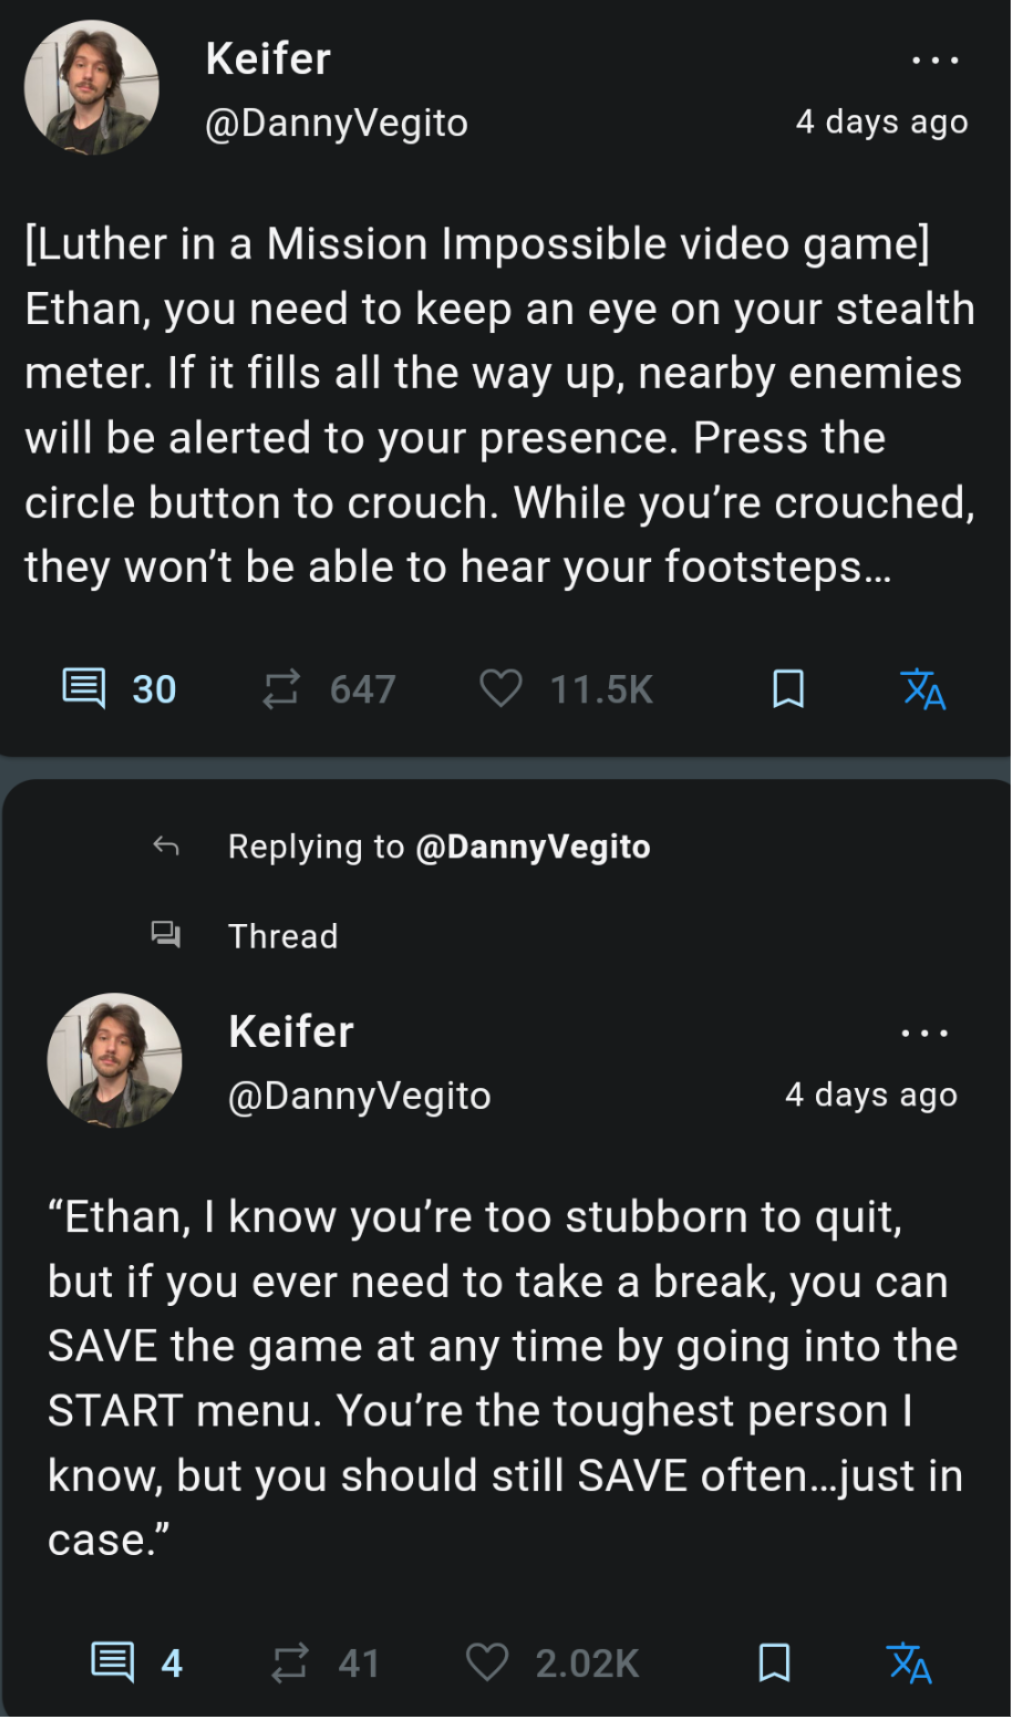 Keifer
@DannyVegito
4 days ago
[Luther in a Mission Impossible video game]
Ethan, you need to keep an eye on your stealth
meter. If it fills all the way up, nearby enemies
will be alerted to your presence. Press the
circle button to crouch. While you’re crouched,
they won’t be able to hear your footsteps…
30 647 11.5K
Replying to @DannyVegito
Thread
Keifer
@DannyVegito
4 days ago
“Ethan, I know you’re too stubborn to quit,
but if you ever need to take a break, you can
SAVE the game at any time by going into the
START menu. You’re the toughest person I
know, but you should still SAVE often…just in
case.”
4 41 2.02K